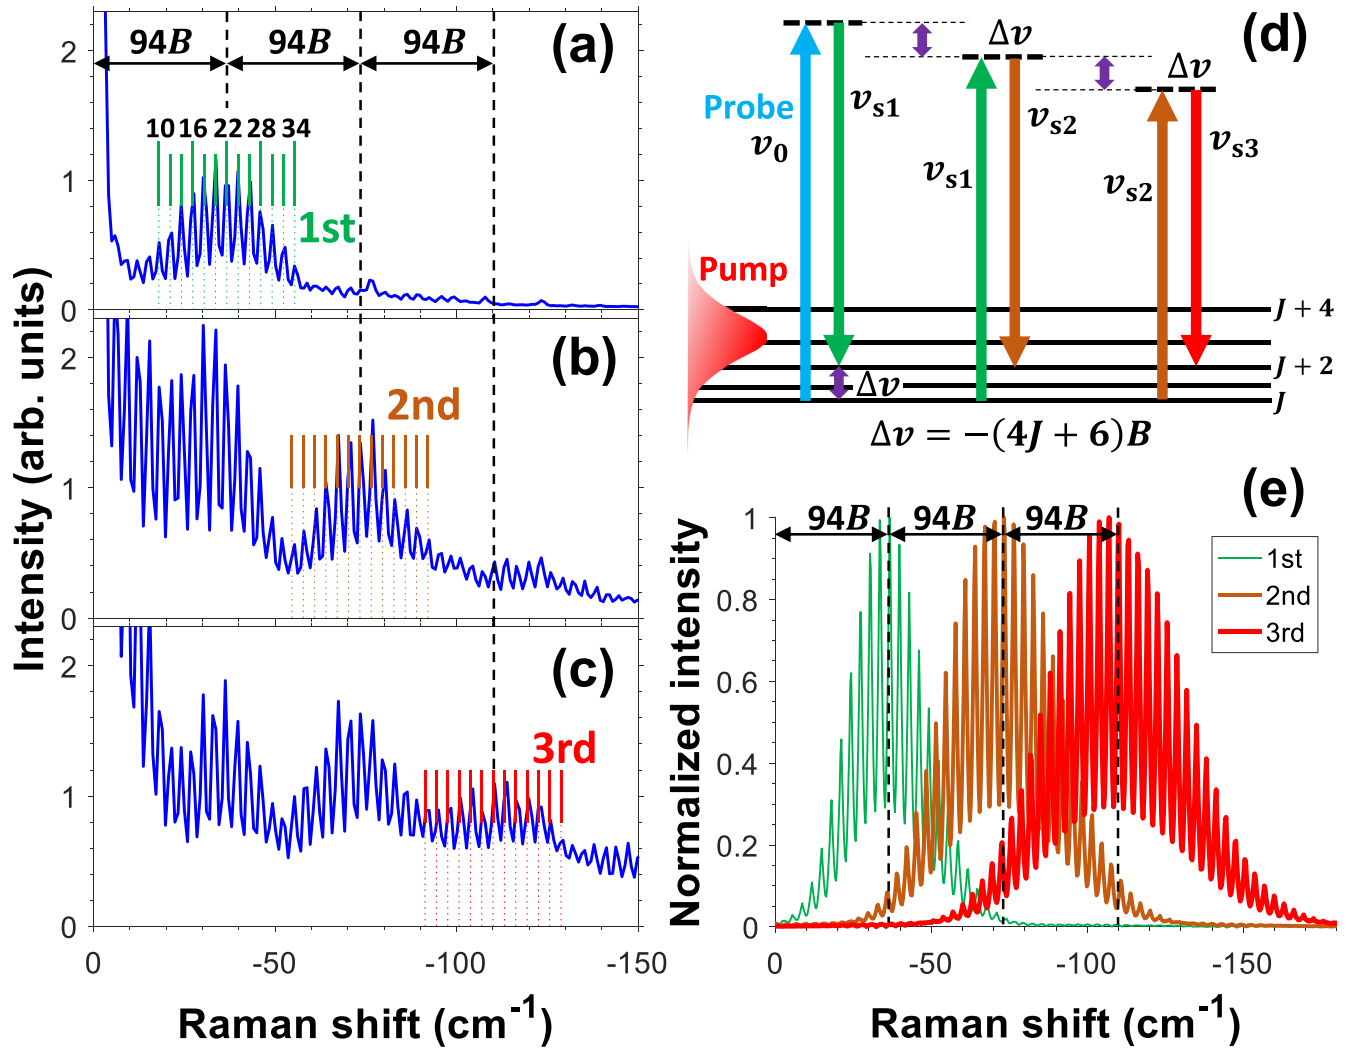 (a)
94B 94B 94B
10 16 22 28 34
1st
2
1
0
(b)
2nd
2
1
0
(c)
3rd
2
1
0
0 -50 -100 -150
Intensity (arb. units)
Raman shift (cm-1)
(d)
Probe
v0
vs1
Δv
vs1
vs2
Δv
vs2
vs3
Pump
J + 4
J + 2
J
Δv
Δv = −(4J + 6)B
(e)
94B 94B 94B
1st
2nd
3rd
1
0.8
0.6
0.4
0.2
0
0 -50 -100 -150
Normalized intensity
Raman shift (cm-1)